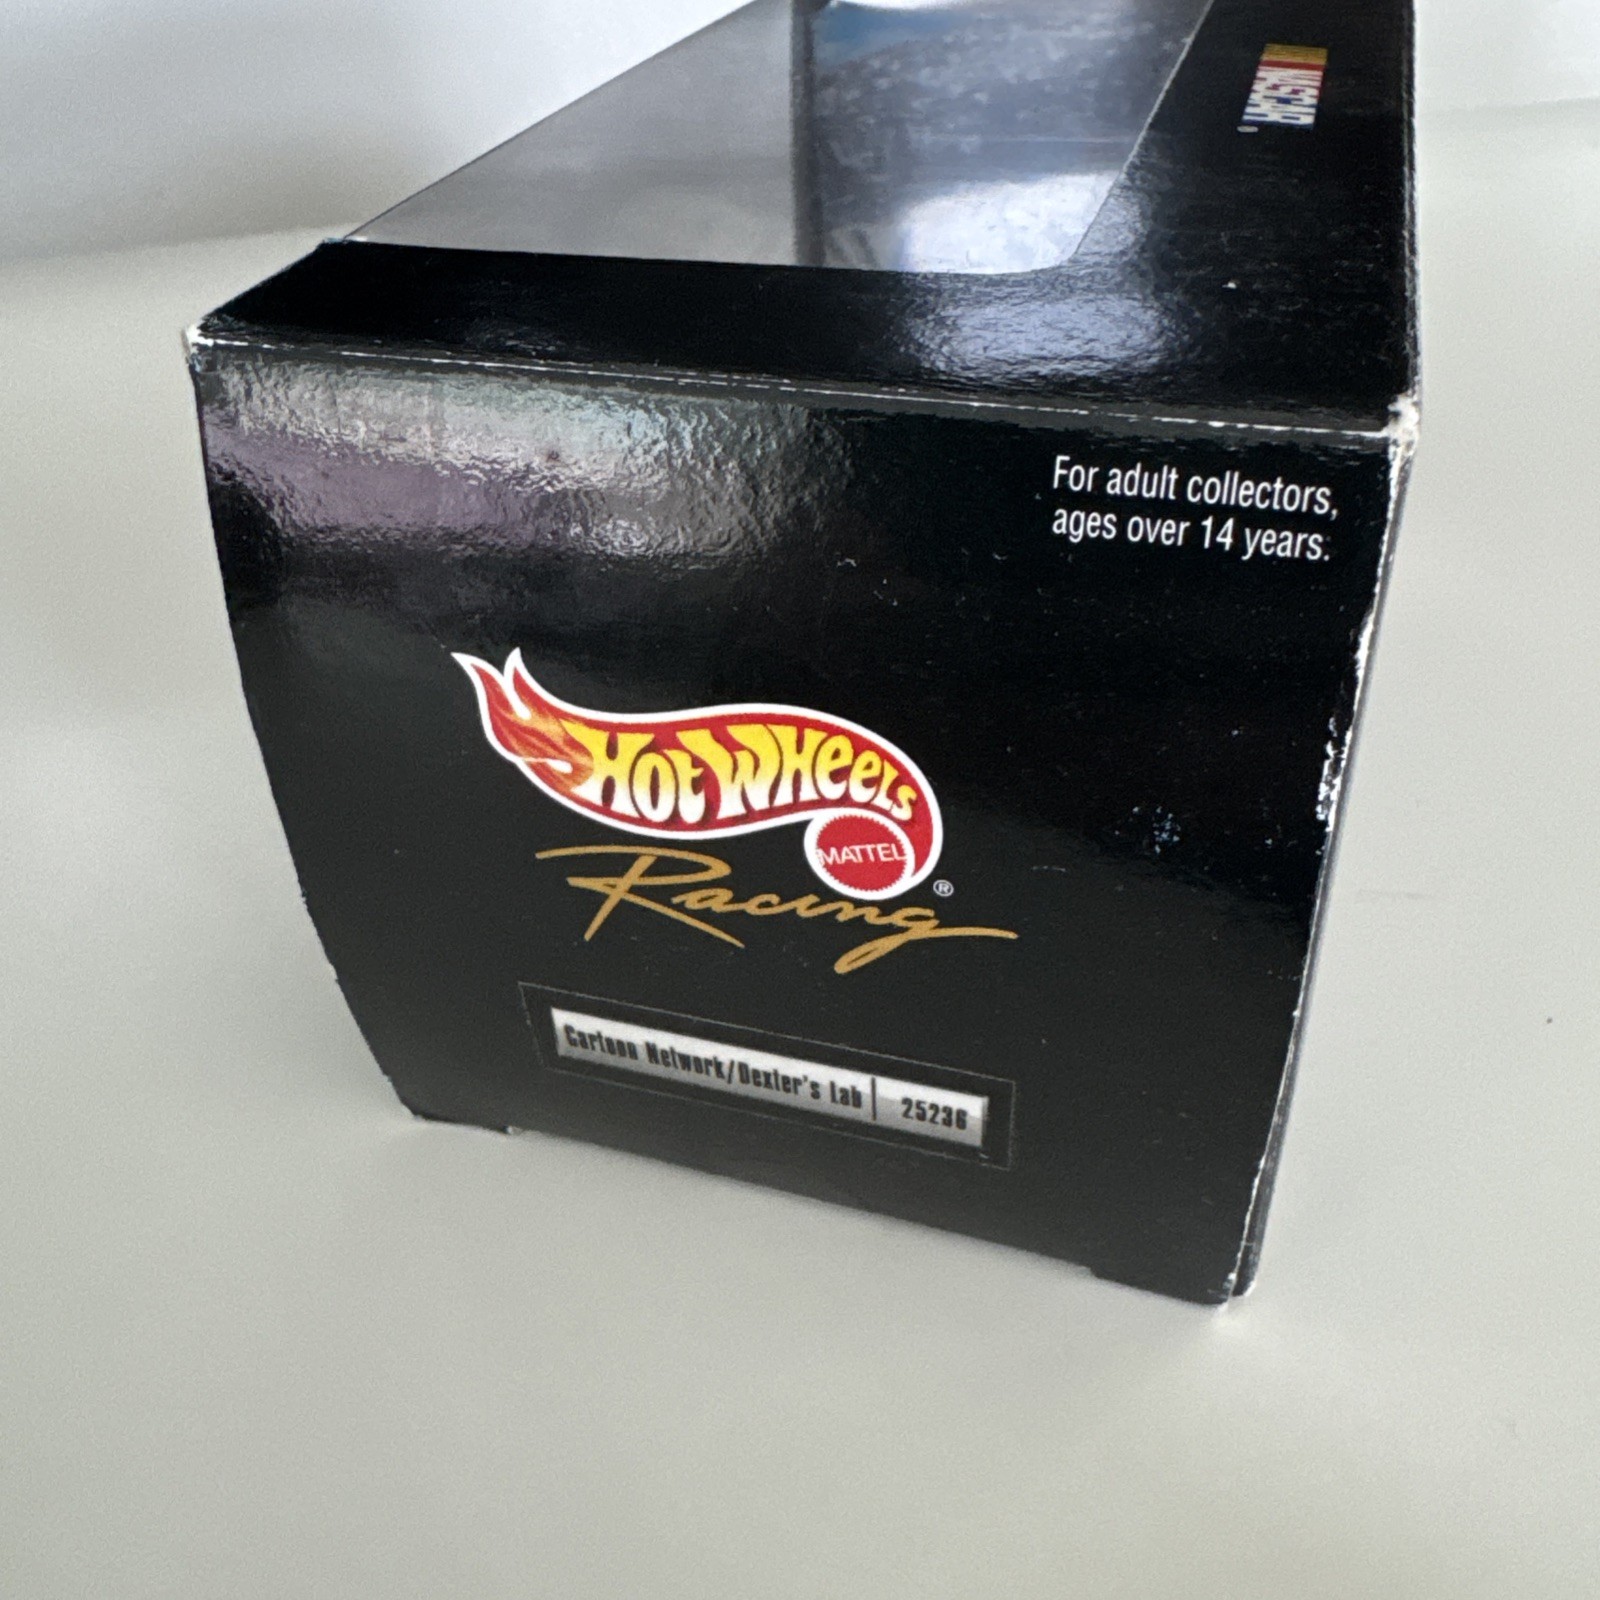 NASCAR
For adult collectors,
ages over 14 years.
Hot Wheels
MATTEL
®
Racing
Cartoon Network/Dexter's Lab | 25236